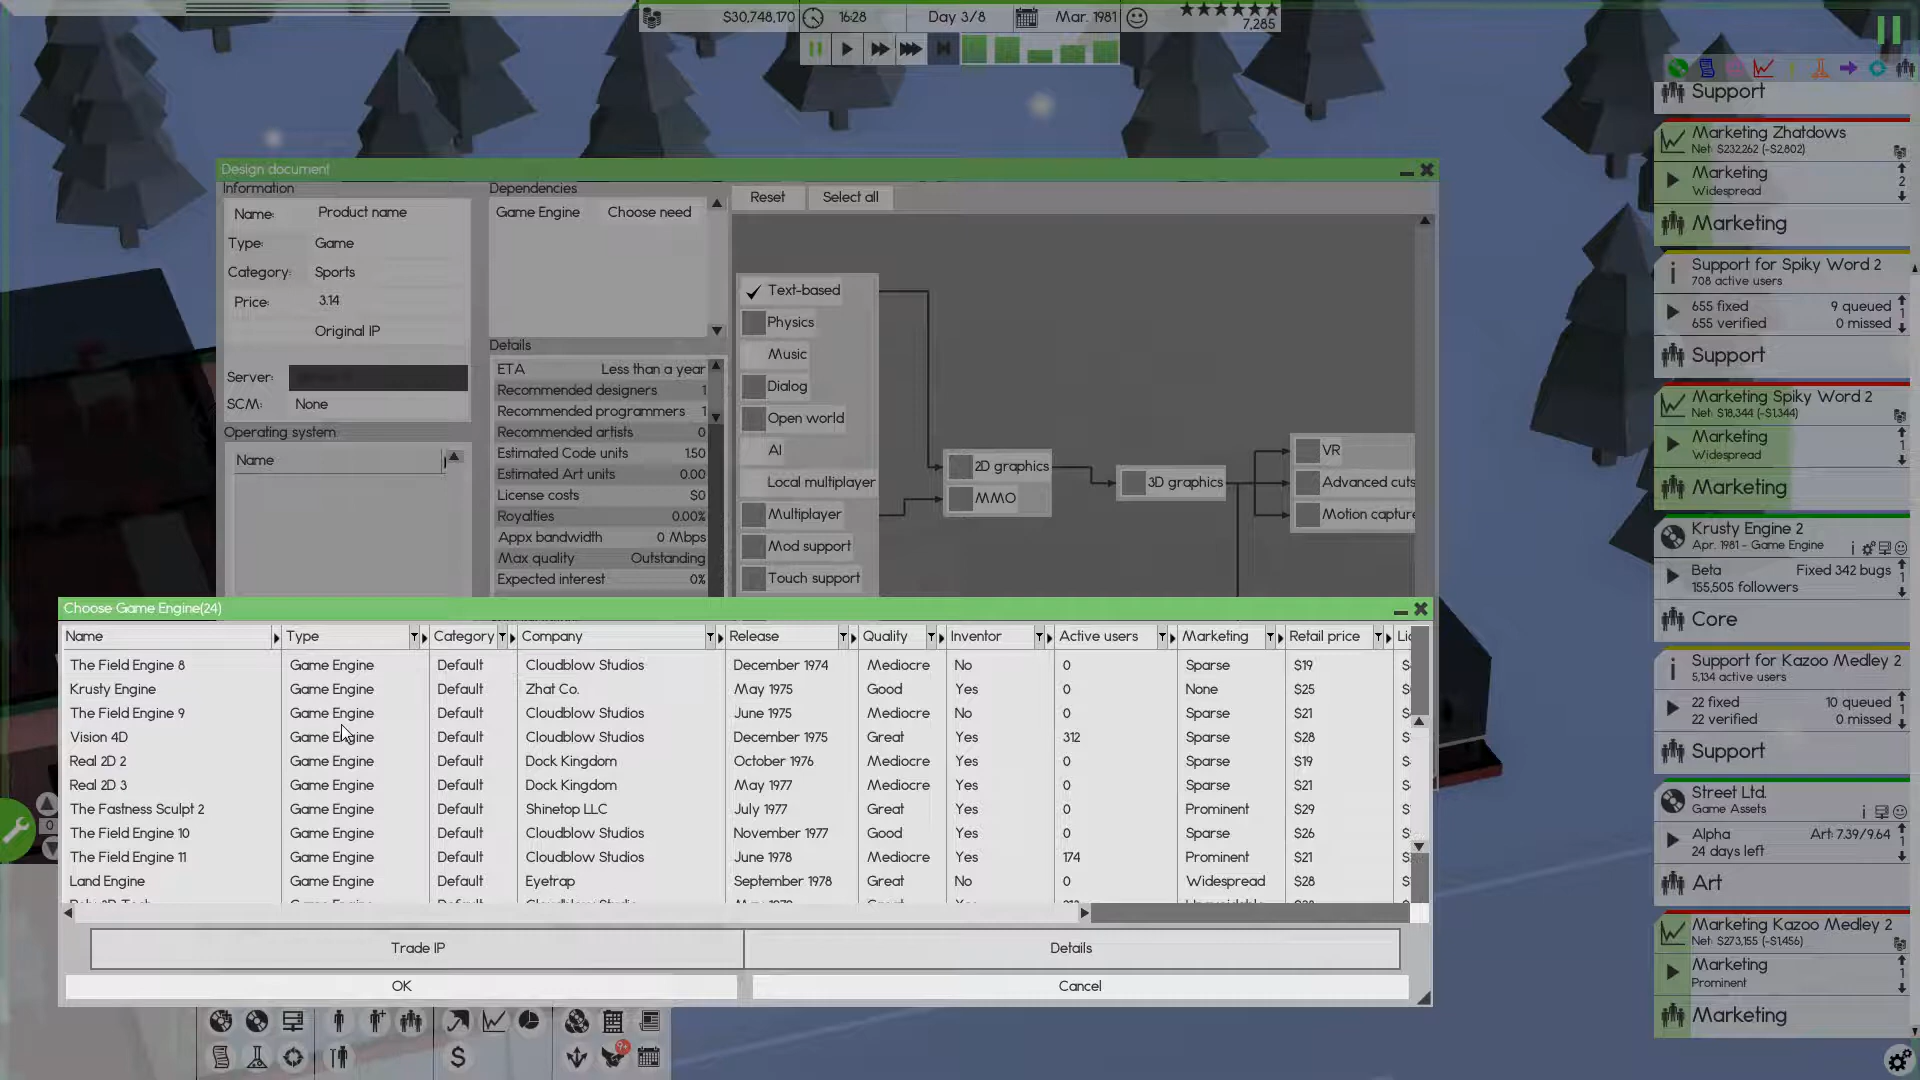 $30,748,170
16:28
Day 3/8
Mar. 1981
7,285
Design document
Information
Name: Product name
Type: Game
Category: Sports
Price: 3.14
Original IP
Server:
SCM: None
Operating system
Name
Dependencies
Game Engine Choose need
Details
ETA Less than a year
Recommended designers 1
Recommended programmers 1
Recommended artists 0
Estimated Code units 1.50
Estimated Art units 0.00
License costs $0
Royalties 0.00%
Appx bandwidth 0 Mbps
Max quality Outstanding
Expected interest 0%
Reset
Select all
Text-based
Physics
Music
Dialog
Open world
AI
Local multiplayer
Multiplayer
Mod support
Touch support
2D graphics
MMO
3D graphics
VR
Advanced cuts
Motion capture
Choose Game Engine(24)
Name Type Category Company Release Quality Inventor Active users Marketing Retail price Lic
The Field Engine 8 Game Engine Default Cloudblow Studios December 1974 Mediocre No 0 Sparse $19
Krusty Engine Game Engine Default Zhat Co. May 1975 Good Yes 0 None $25
The Field Engine 9 Game Engine Default Cloudblow Studios June 1975 Mediocre No 0 Sparse $21
Vision 4D Game Engine Default Cloudblow Studios December 1975 Great Yes 312 Sparse $28
Real 2D 2 Game Engine Default Dock Kingdom October 1976 Mediocre Yes 0 Sparse $19
Real 2D 3 Game Engine Default Dock Kingdom May 1977 Mediocre Yes 0 Sparse $21
The Fastness Sculpt 2 Game Engine Default Shinetop LLC July 1977 Great Yes 0 Prominent $29
The Field Engine 10 Game Engine Default Cloudblow Studios November 1977 Good Yes 0 Sparse $26
The Field Engine 11 Game Engine Default Cloudblow Studios June 1978 Mediocre Yes 174 Prominent $21
Land Engine Game Engine Default Eyetrap September 1978 Great No 0 Widespread $28
Trade IP
Details
OK
Cancel
Support
Marketing Zhatdows
Net: $232,262 (-$2,802)
Marketing
Widespread
2
Marketing
Support for Spiky Word 2
708 active users
655 fixed 9 queued
655 verified 0 missed
1
Support
Marketing Spiky Word 2
Net: $18,344 (-$1,344)
Marketing
Widespread
1
Marketing
Krusty Engine 2
Apr. 1981 - Game Engine
Beta Fixed 342 bugs
155,505 followers
1
Core
Support for Kazoo Medley 2
5,134 active users
22 fixed 10 queued
22 verified 0 missed
1
Support
Street Ltd.
Game Assets
Alpha Art: 7.39/9.64
24 days left
1
Art
Marketing Kazoo Medley 2
Net: $273,155 (-$1,456)
Marketing
Prominent
1
Marketing
0